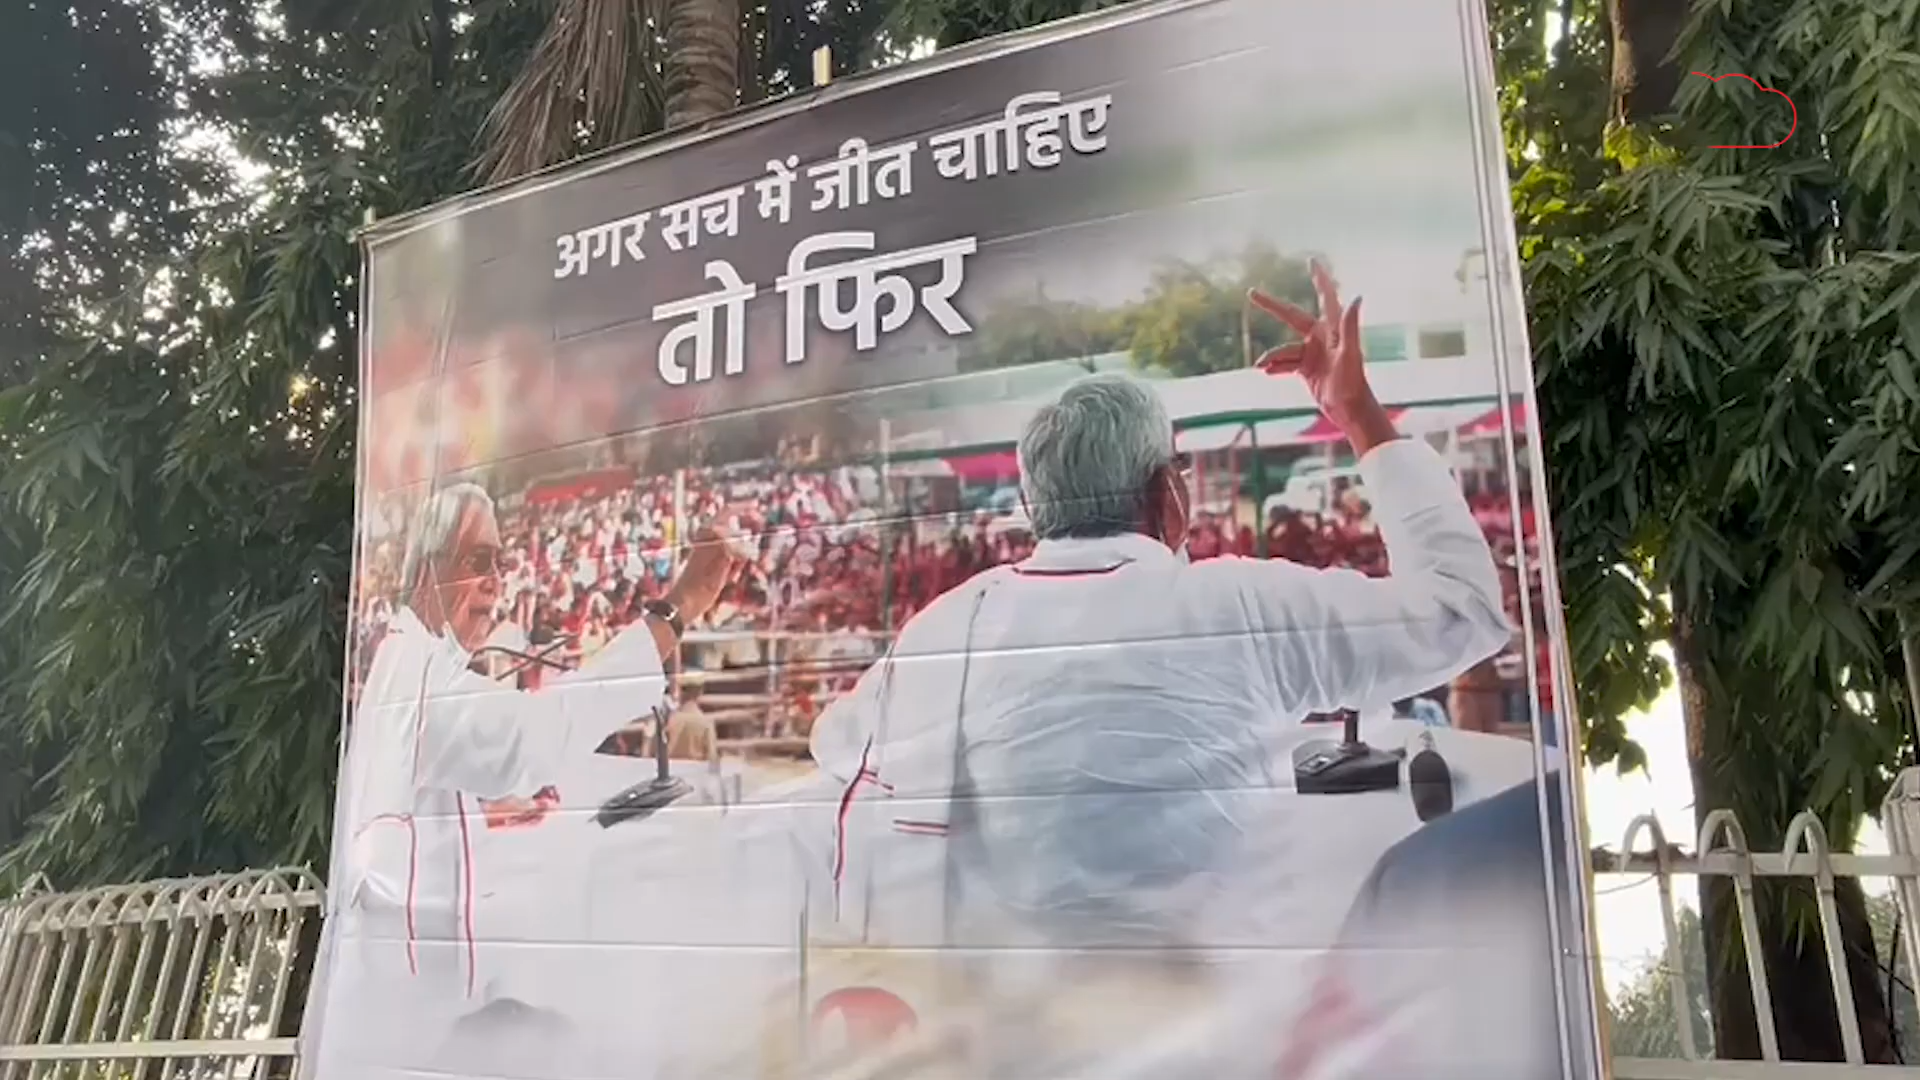 अगर सच में जीत चाहिए
तो फिर